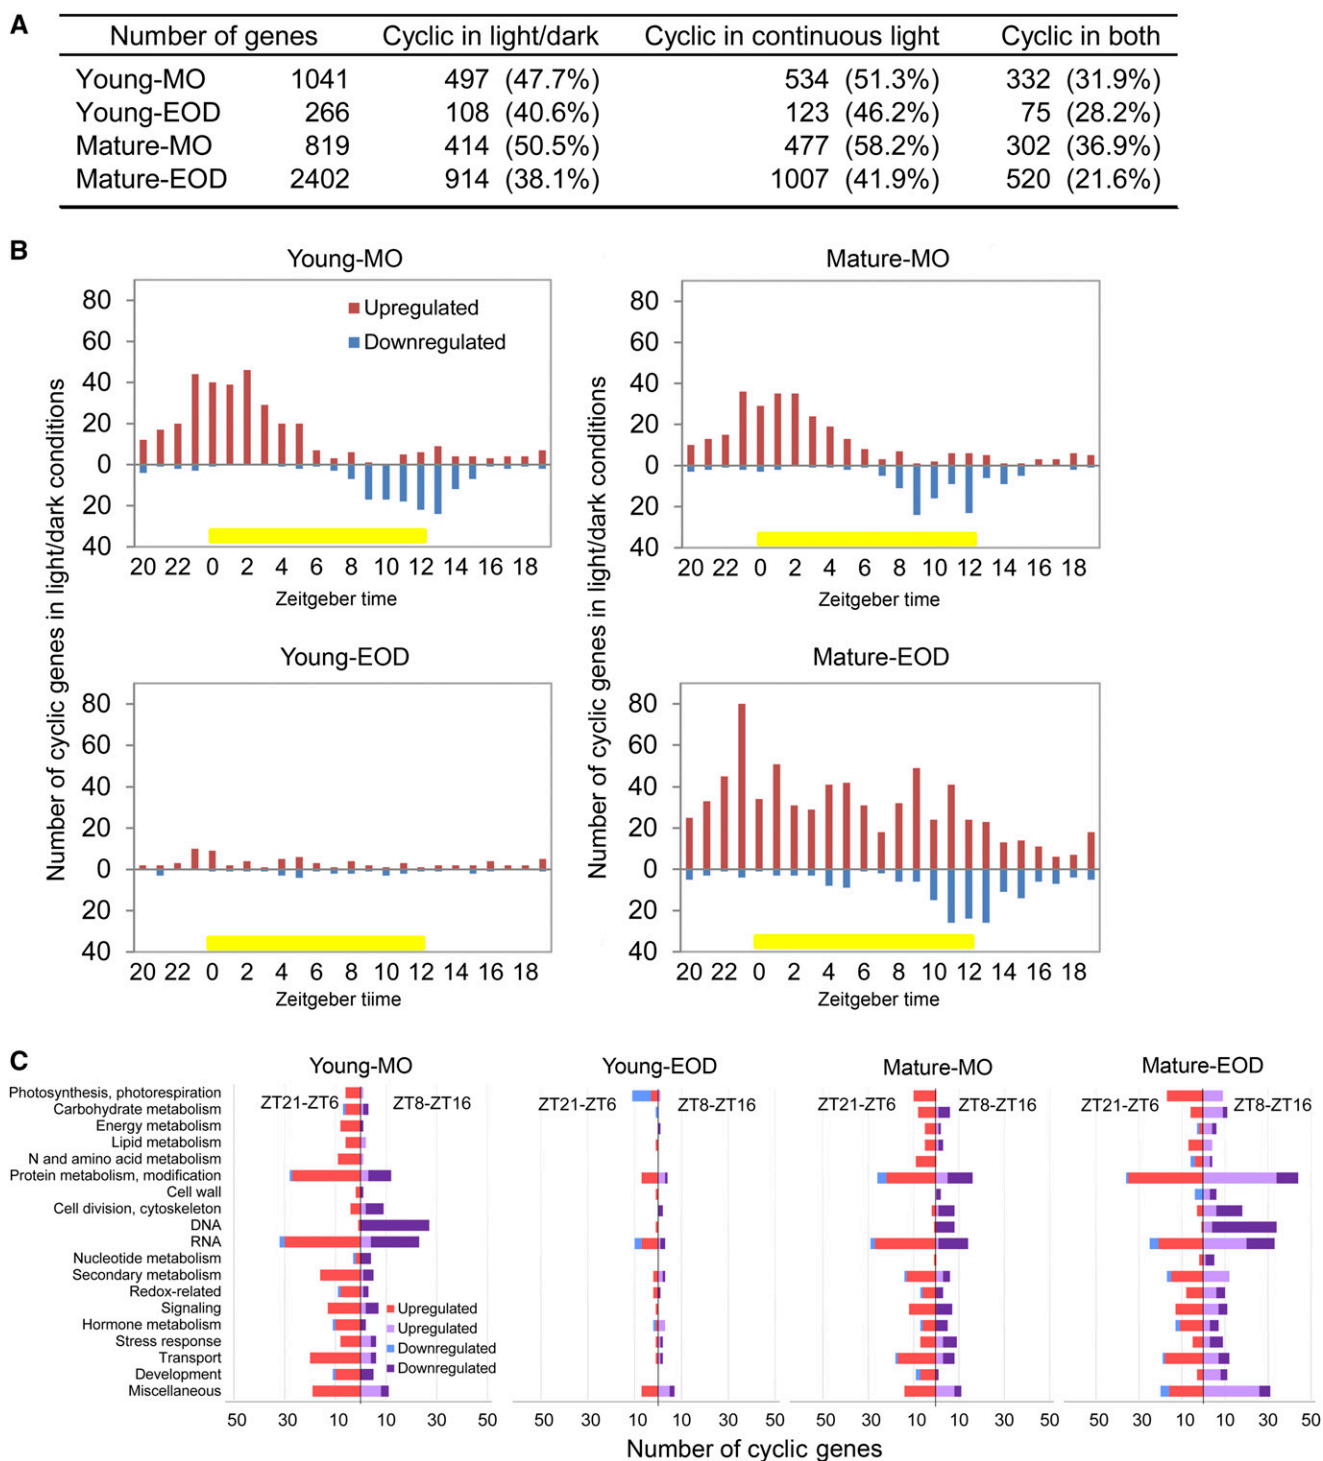 A
Number of genes Cyclic in light/dark Cyclic in continuous light Cyclic in both
Young-MO 1041 497 (47.7%) 534 (51.3%) 332 (31.9%)
Young-EOD 266 108 (40.6%) 123 (46.2%) 75 (28.2%)
Mature-MO 819 414 (50.5%) 477 (58.2%) 302 (36.9%)
Mature-EOD 2402 914 (38.1%) 1007 (41.9%) 520 (21.6%)
B
Number of cyclic genes in light/dark conditions
Young-MO
Upregulated
Downregulated
80
60
40
20
0
20
40
20 22 0 2 4 6 8 10 12 14 16 18
Zeitgeber time
Number of cyclic genes in light/dark conditions
Mature-MO
80
60
40
20
0
20
40
20 22 0 2 4 6 8 10 12 14 16 18
Zeitgeber time
Young-EOD
80
60
40
20
0
20
40
20 22 0 2 4 6 8 10 12 14 16 18
Zeitgeber tiime
Mature-EOD
80
60
40
20
0
20
40
20 22 0 2 4 6 8 10 12 14 16 18
Zeitgeber time
C
Young-MO Young-EOD Mature-MO Mature-EOD
ZT21-ZT6 ZT8-ZT16 ZT21-ZT6 ZT8-ZT16 ZT21-ZT6 ZT8-ZT16 ZT21-ZT6 ZT8-ZT16
Photosynthesis, photorespiration
Carbohydrate metabolism
Energy metabolism
Lipid metabolism
N and amino acid metabolism
Protein metabolism, modification
Cell wall
Cell division, cytoskeleton
DNA
RNA
Nucleotide metabolism
Secondary metabolism
Redox-related
Signaling
Hormone metabolism
Stress response
Transport
Development
Miscellaneous
Upregulated
Upregulated
Downregulated
Downregulated
50 30 10 10 30 50 50 30 10 10 30 50 50 30 10 10 30 50 50 30 10 10 30 50
Number of cyclic genes